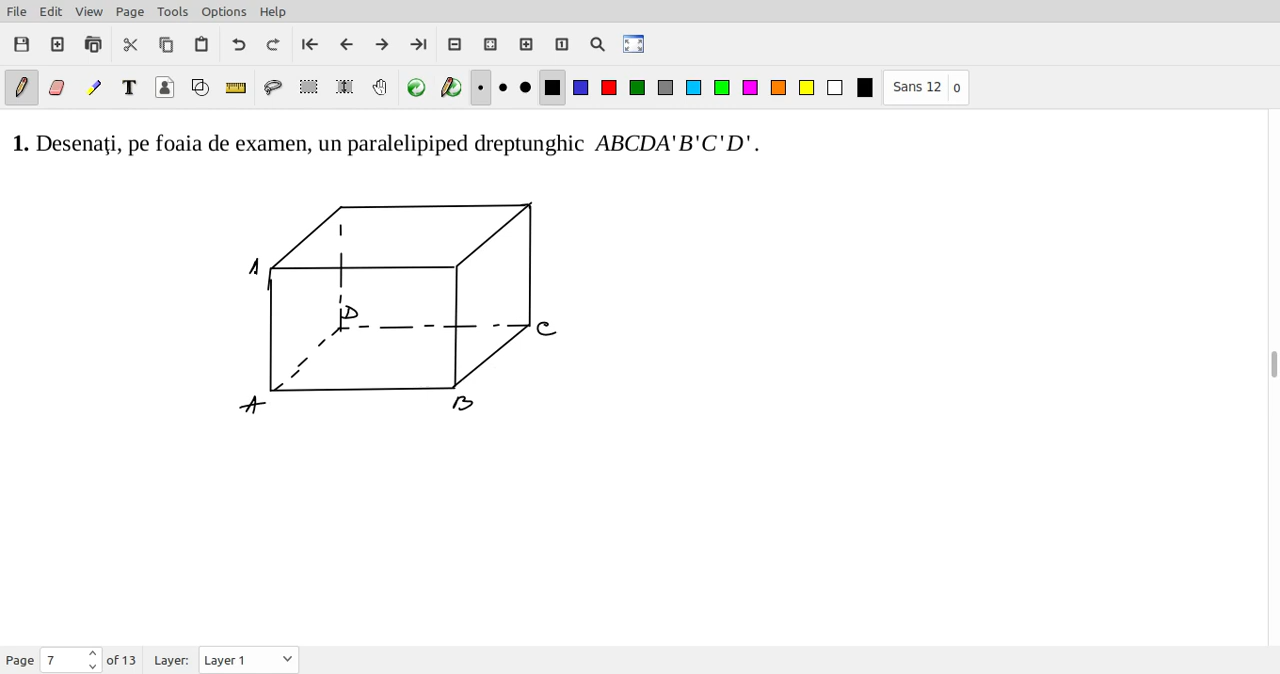 File Edit View Page Tools Options Help
Sans 12 0
1. Desenați, pe foaia de examen, un paralelipiped dreptunghic ABCDA'B'C'D'.
A
D
C
A
B
Page 7 of 13 Layer: Layer 1